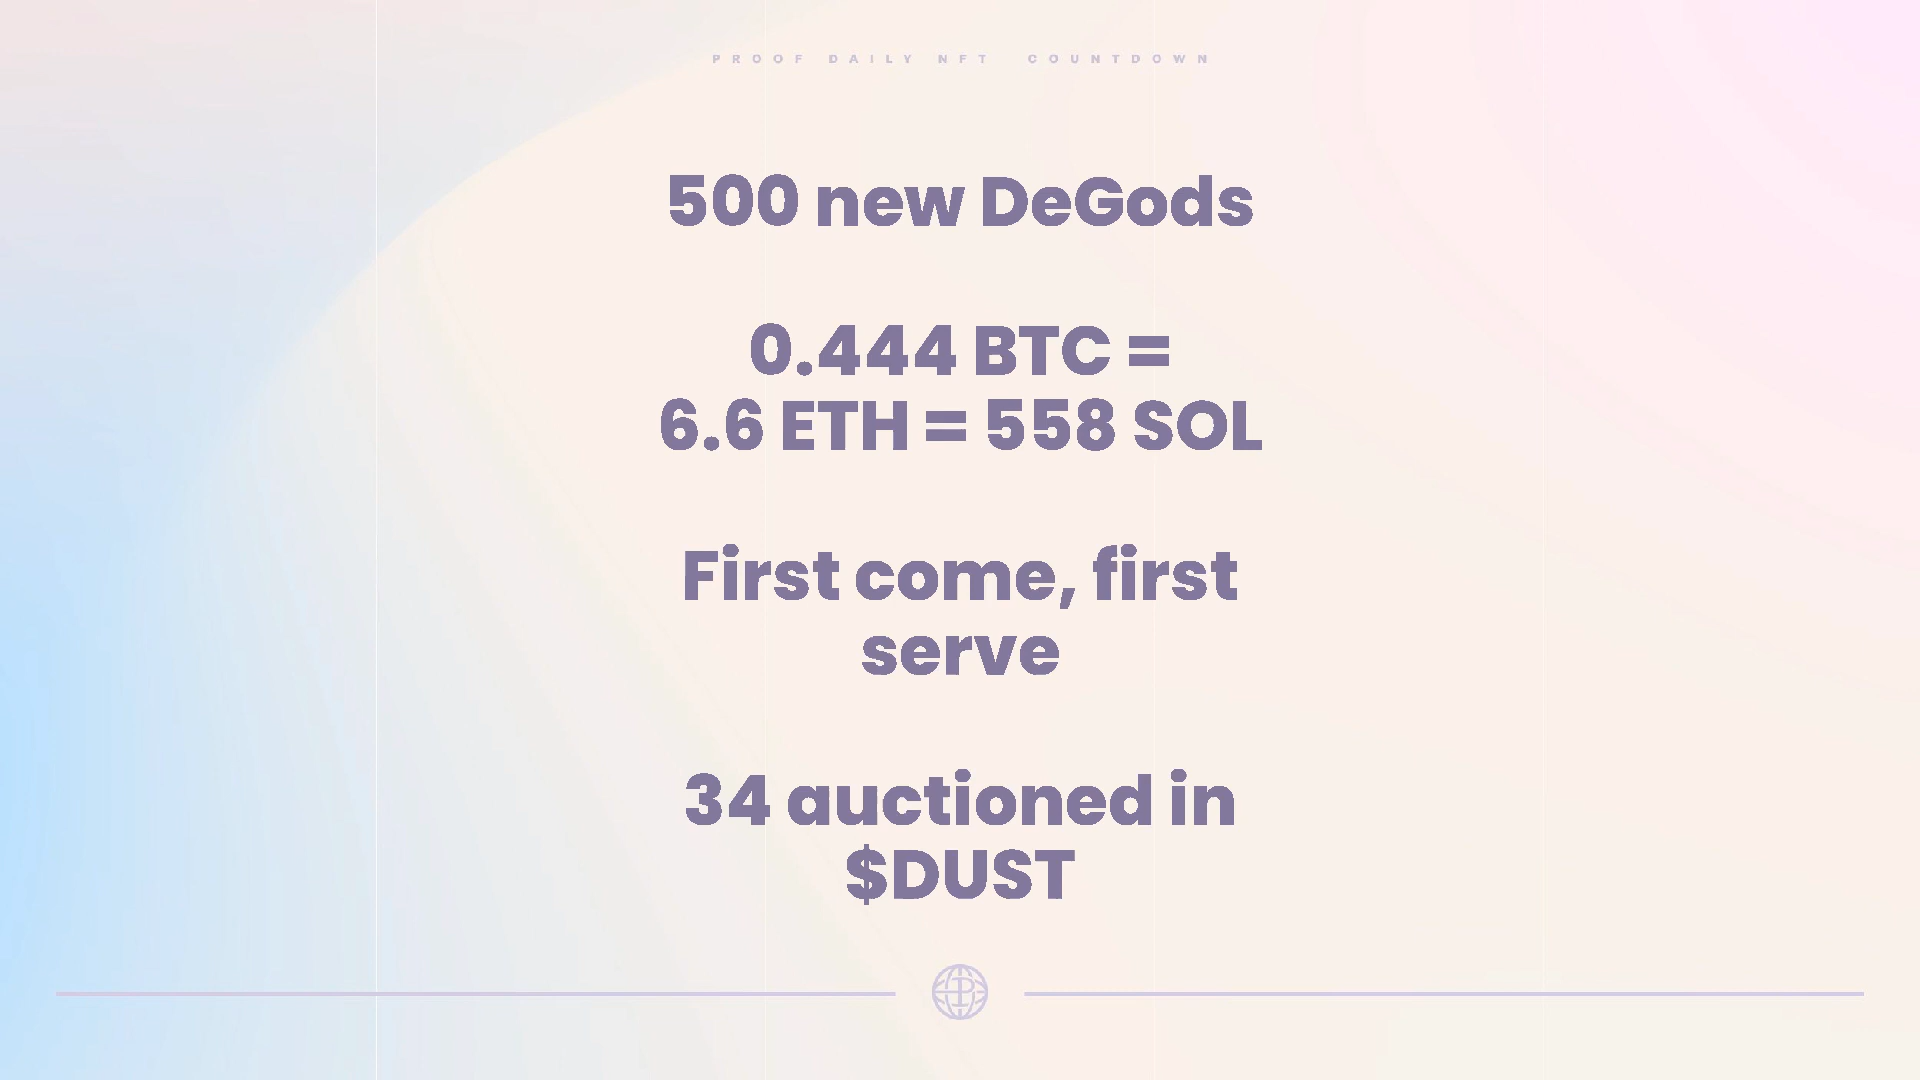 PROOF DAILY NFT COUNTDOWN
500 new DeGods
0.444 BTC =
6.6 ETH = 558 SOL
First come, first
serve
34 auctioned in
$DUST